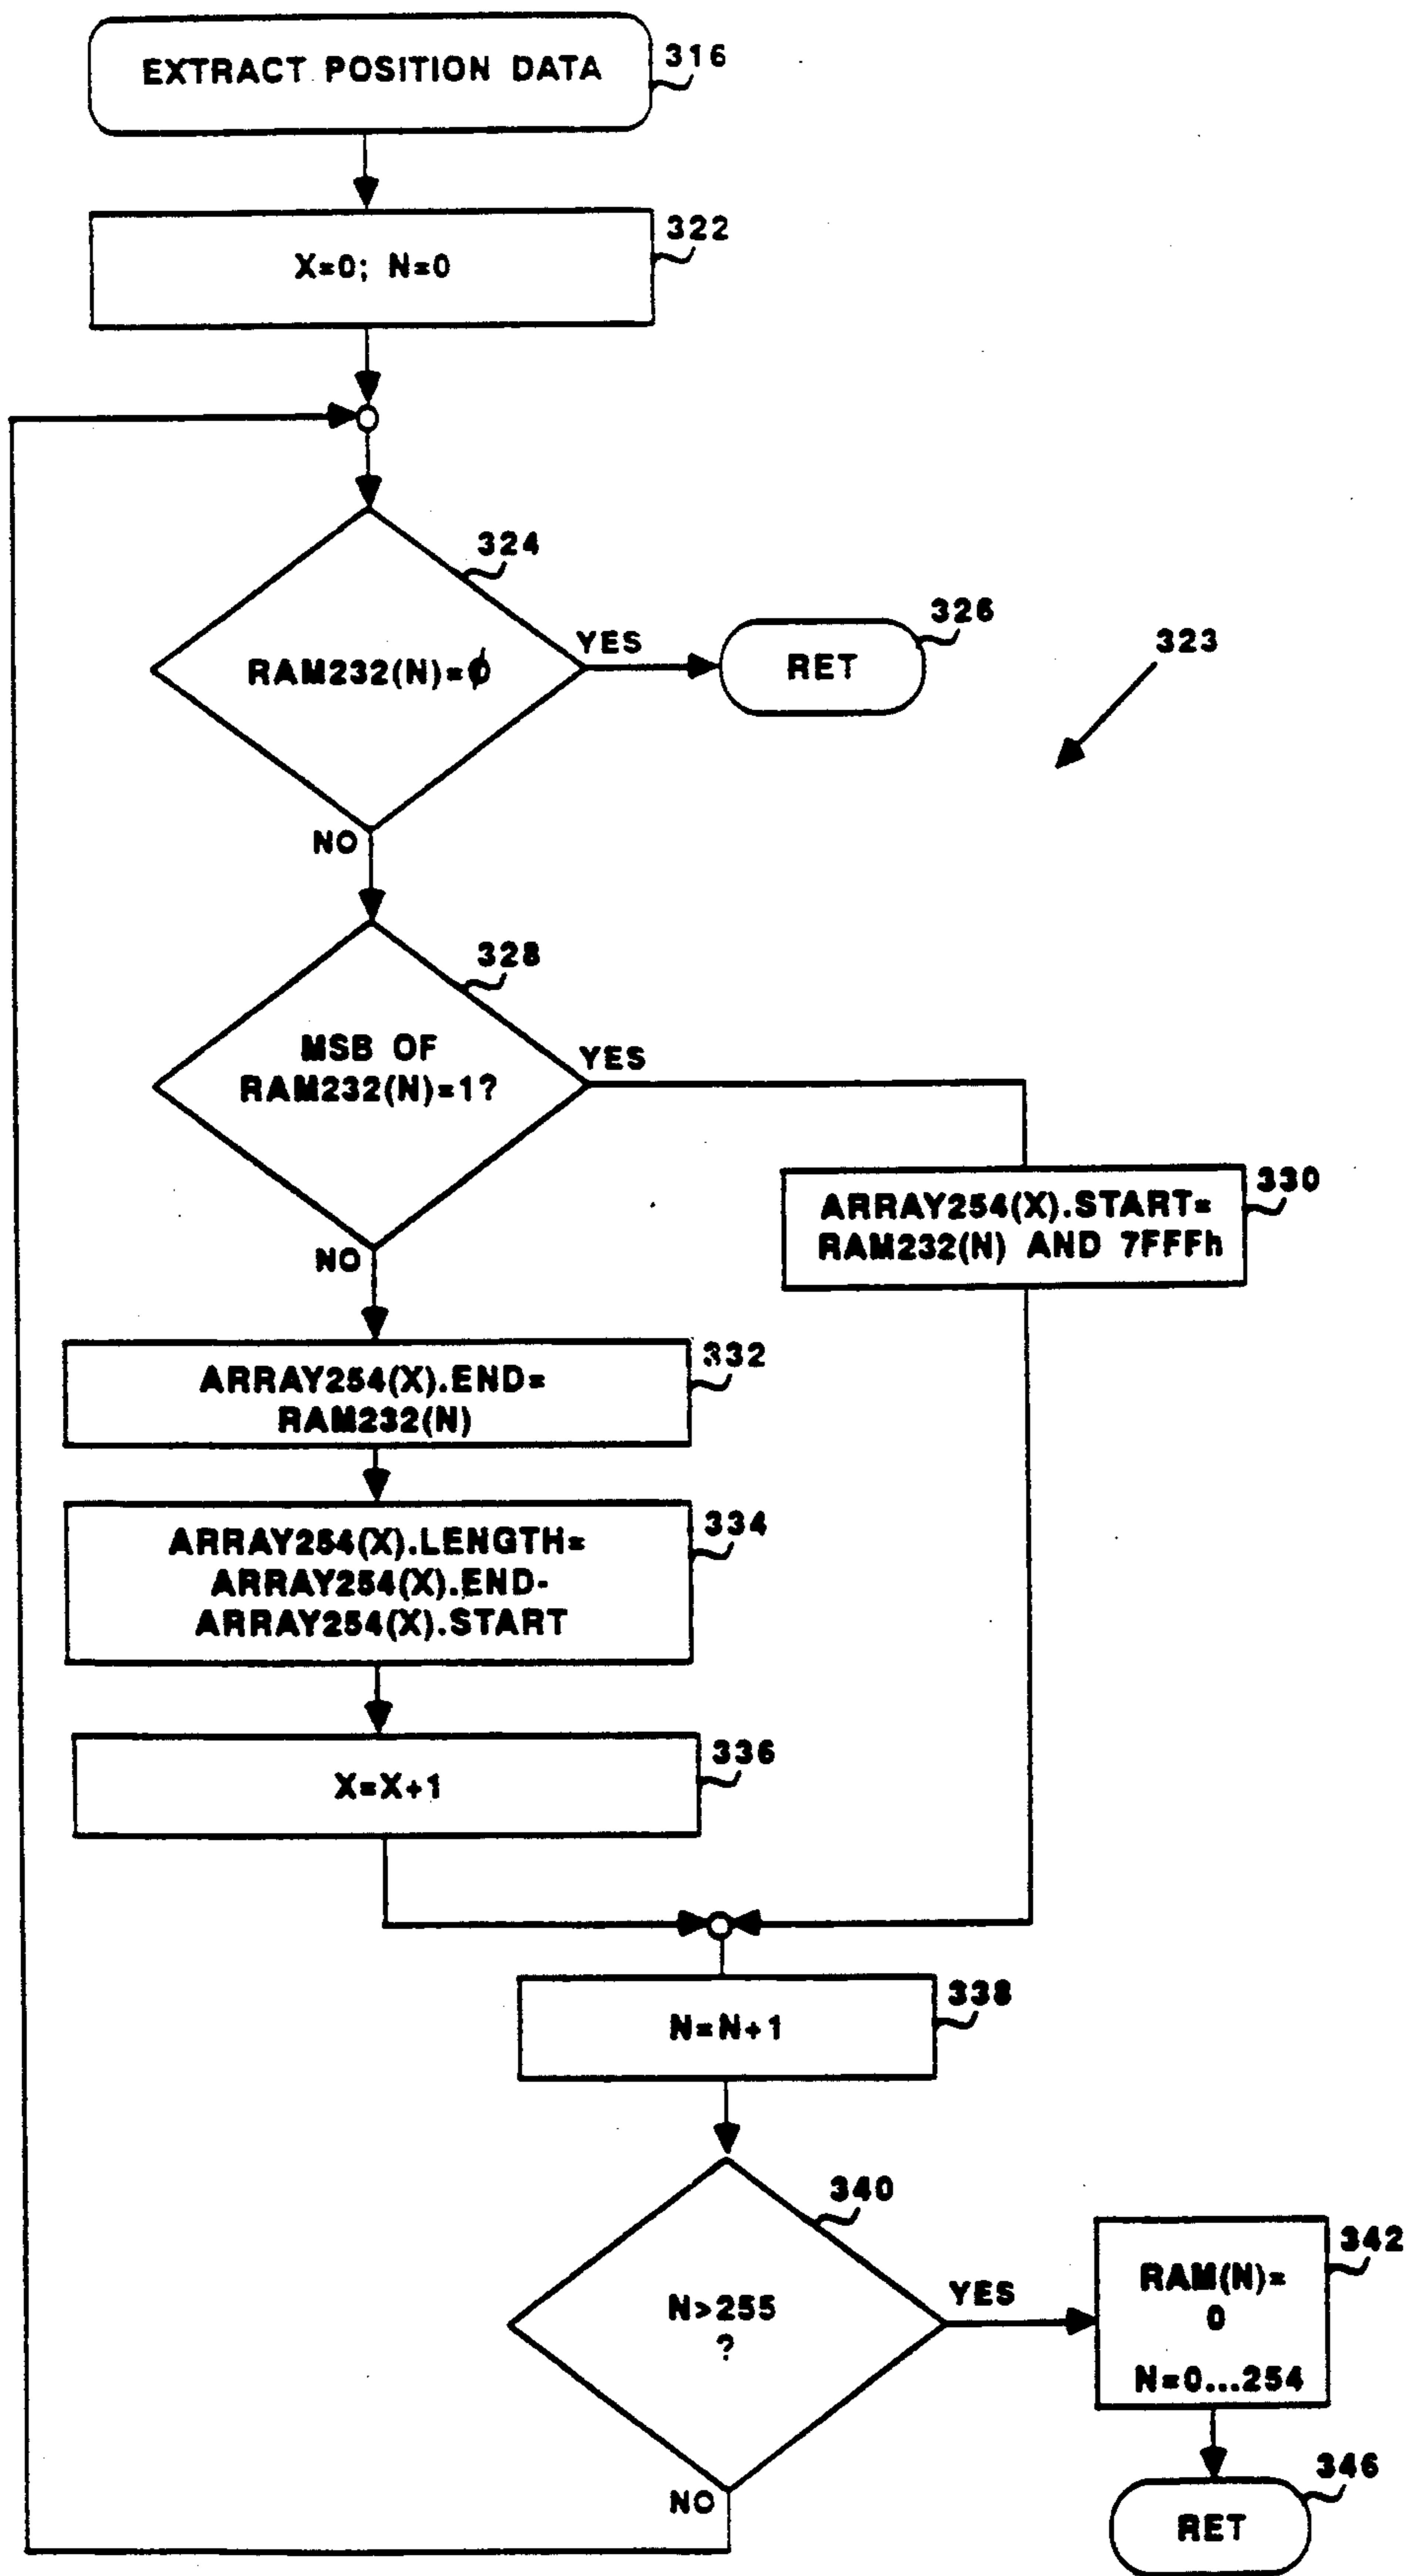 EXTRACT POSITION DATA
316
X=0; N=0
322
324
RAM232(N)=ϕ
YES
RET
326
323
NO
328
MSB OF
RAM232(N)=1?
YES
ARRAY254(X).START=
RAM232(N) AND 7FFFh
330
NO
ARRAY254(X).END=
RAM232(N)
332
ARRAY254(X).LENGTH=
ARRAY254(X).END-
ARRAY254(X).START
334
X=X+1
336
N=N+1
338
340
N>255
?
YES
RAM(N)=
0
N=0...254
342
NO
RET
346